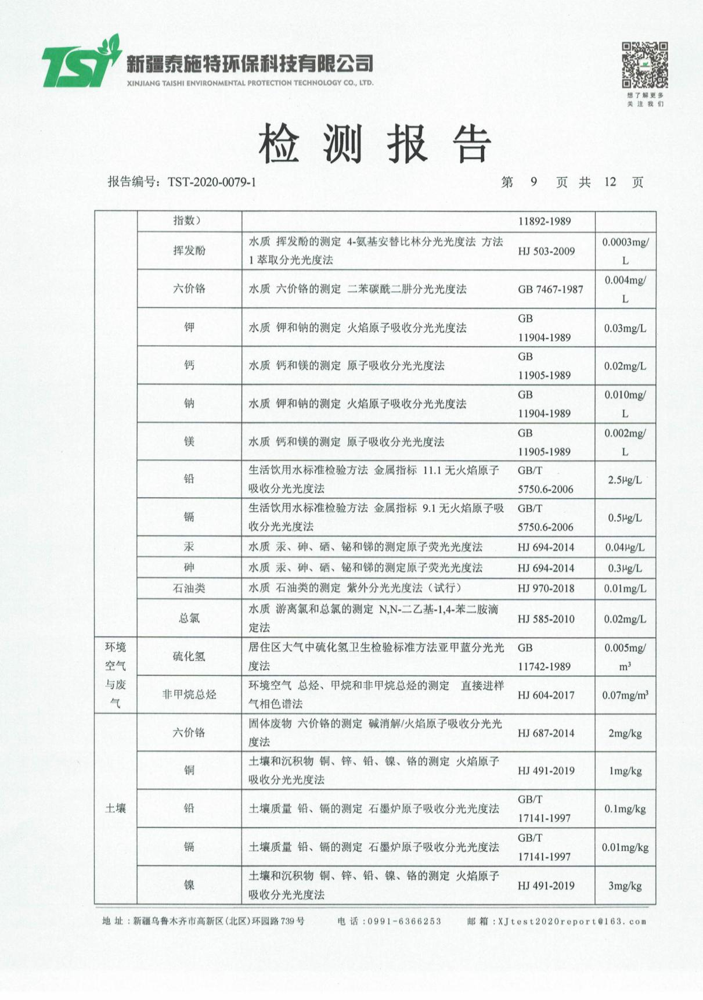 TST
新疆泰施特环保科技有限公司
XINJIANG TAISHI ENVIRONMENTAL PROTECTION TECHNOLOGY CO., LTD.
想了解更多
关注我们
检测报告
报告编号：TST-2020-0079-1
第 9 页 共 12 页
指数） 11892-1989
挥发酚
水质 挥发酚的测定 4-氨基安替比林分光光度法 方法
1 萃取分光光度法
HJ 503-2009
0.0003mg/
L
六价铬
水质 六价铬的测定 二苯碳酰二肼分光光度法
GB 7467-1987
0.004mg/
L
钾
水质 钾和钠的测定 火焰原子吸收分光光度法
GB
11904-1989
0.03mg/L
钙
水质 钙和镁的测定 原子吸收分光光度法
GB
11905-1989
0.02mg/L
钠
水质 钾和钠的测定 火焰原子吸收分光光度法
GB
11904-1989
0.010mg/
L
镁
水质 钙和镁的测定 原子吸收分光光度法
GB
11905-1989
0.002mg/
L
铅
生活饮用水标准检验方法 金属指标 11.1 无火焰原子
吸收分光光度法
GB/T
5750.6-2006
2.5μg/L
镉
生活饮用水标准检验方法 金属指标 9.1 无火焰原子吸
收分光光度法
GB/T
5750.6-2006
0.5μg/L
汞
水质 汞、砷、硒、铋和锑的测定原子荧光光度法
HJ 694-2014
0.04μg/L
砷
水质 汞、砷、硒、铋和锑的测定原子荧光光度法
HJ 694-2014
0.3μg/L
石油类
水质 石油类的测定 紫外分光光度法（试行）
HJ 970-2018
0.01mg/L
总氯
水质 游离氯和总氯的测定 N,N-二乙基-1,4-苯二胺滴
定法
HJ 585-2010
0.02mg/L
环境
空气
与废
气
硫化氢
居住区大气中硫化氢卫生检验标准方法亚甲蓝分光光
度法
GB
11742-1989
0.005mg/
m³
非甲烷总烃
环境空气 总烃、甲烷和非甲烷总烃的测定 直接进样
气相色谱法
HJ 604-2017
0.07mg/m³
土壤
六价铬
固体废物 六价铬的测定 碱消解/火焰原子吸收分光光
度法
HJ 687-2014
2mg/kg
铜
土壤和沉积物 铜、锌、铅、镍、铬的测定 火焰原子
吸收分光光度法
HJ 491-2019
1mg/kg
铅
土壤质量 铅、镉的测定 石墨炉原子吸收分光光度法
GB/T
17141-1997
0.1mg/kg
镉
土壤质量 铅、镉的测定 石墨炉原子吸收分光光度法
GB/T
17141-1997
0.01mg/kg
镍
土壤和沉积物 铜、锌、铅、镍、铬的测定 火焰原子
吸收分光光度法
HJ 491-2019
3mg/kg
地址:新疆乌鲁木齐市高新区(北区)环园路739号 电话:0991-6366253 邮箱:XJtest2020report@163.com